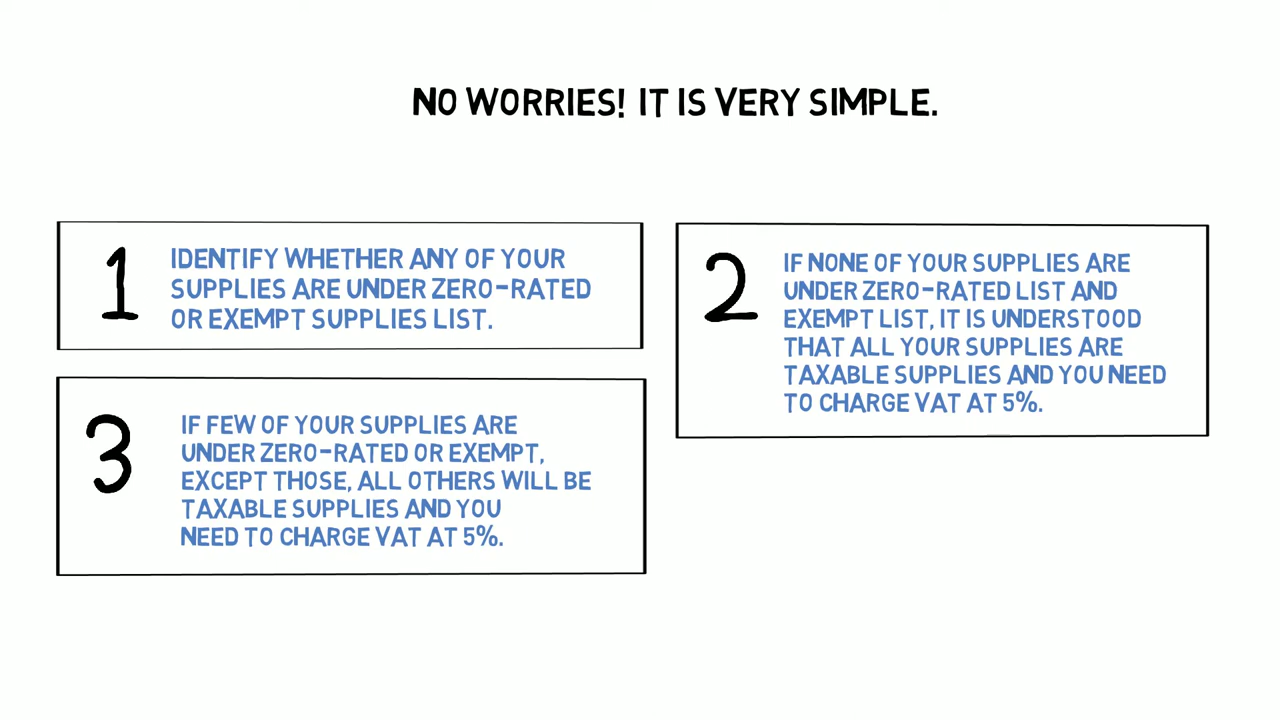 NO WORRIES! IT IS VERY SIMPLE.
1
IDENTIFY WHETHER ANY OF YOUR
SUPPLIES ARE UNDER ZERO-RATED
OR EXEMPT SUPPLIES LIST.
2
IF NONE OF YOUR SUPPLIES ARE
UNDER ZERO-RATED LIST AND
EXEMPT LIST, IT IS UNDERSTOOD
THAT ALL YOUR SUPPLIES ARE
TAXABLE SUPPLIES AND YOU NEED
TO CHARGE VAT AT 5%.
3
IF FEW OF YOUR SUPPLIES ARE
UNDER ZERO-RATED OR EXEMPT,
EXCEPT THOSE, ALL OTHERS WILL BE
TAXABLE SUPPLIES AND YOU
NEED TO CHARGE VAT AT 5%.